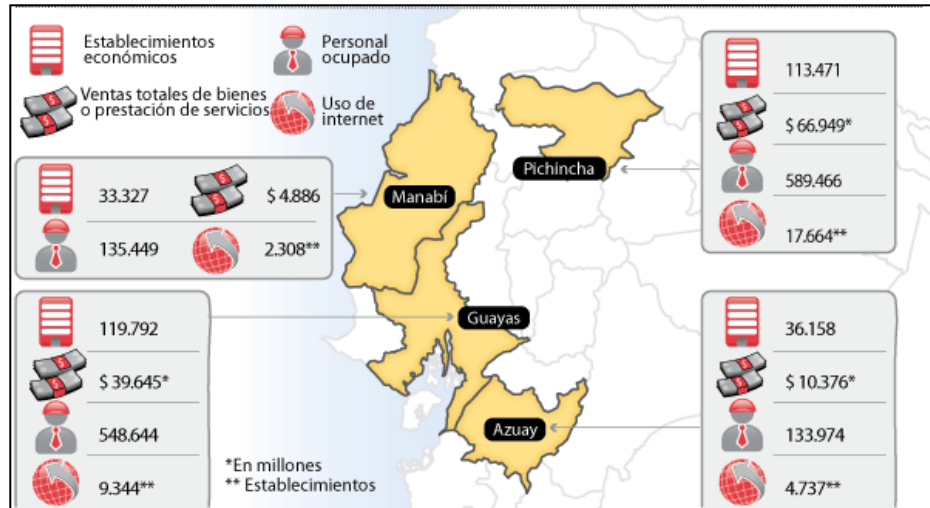 Establecimientos
económicos
Personal
ocupado
Ventas totales de bienes
o prestación de servicios
Uso de
internet
33.327
$ 4.886
135.449
2.308**
Manabí
Pichincha
113.471
$ 66.949*
589.466
17.664**
119.792
$ 39.645*
548.644
9.344**
Guayas
Azuay
36.158
$ 10.376*
133.974
4.737**
*En millones
** Establecimientos